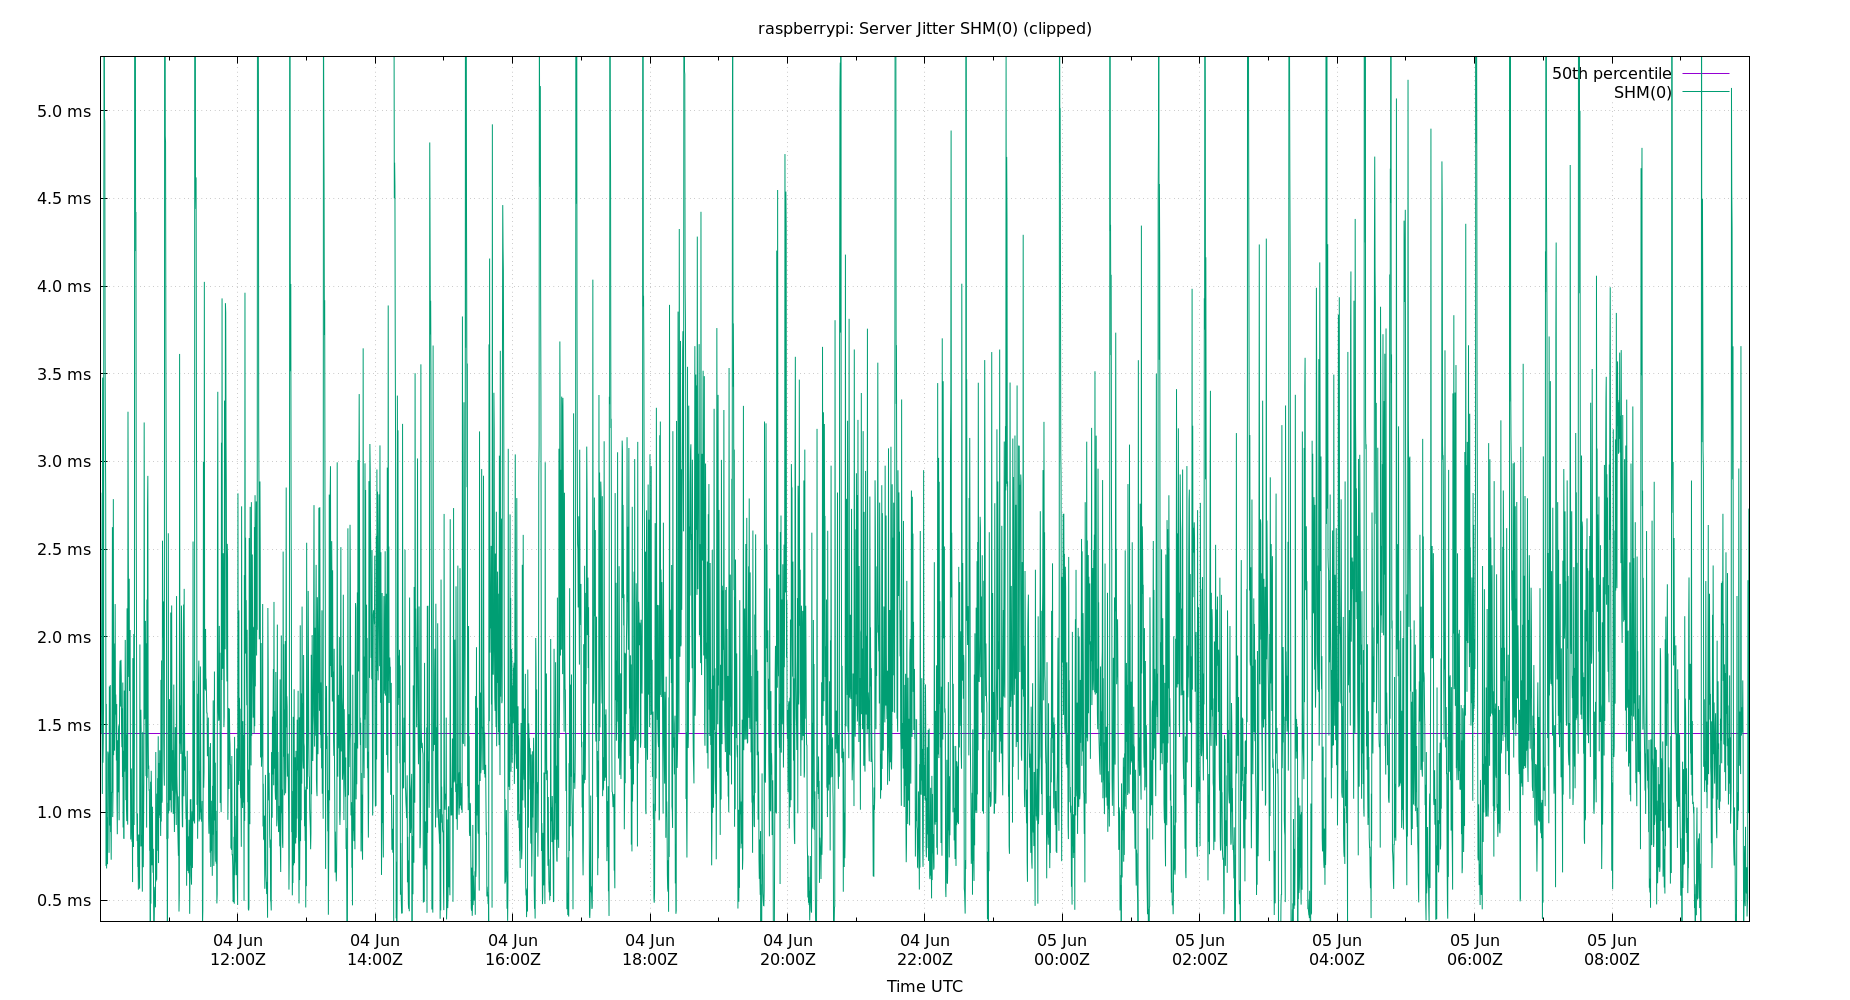 raspberrypi: Server Jitter SHM(0) (clipped)
50th percentile
SHM(0)
5.0 ms
4.5 ms
4.0 ms
3.5 ms
3.0 ms
2.5 ms
2.0 ms
1.5 ms
1.0 ms
0.5 ms
04 Jun 04 Jun 04 Jun 04 Jun 04 Jun 04 Jun 05 Jun 05 Jun 05 Jun 05 Jun 05 Jun
12:00Z 14:00Z 16:00Z 18:00Z 20:00Z 22:00Z 00:00Z 02:00Z 04:00Z 06:00Z 08:00Z
Time UTC